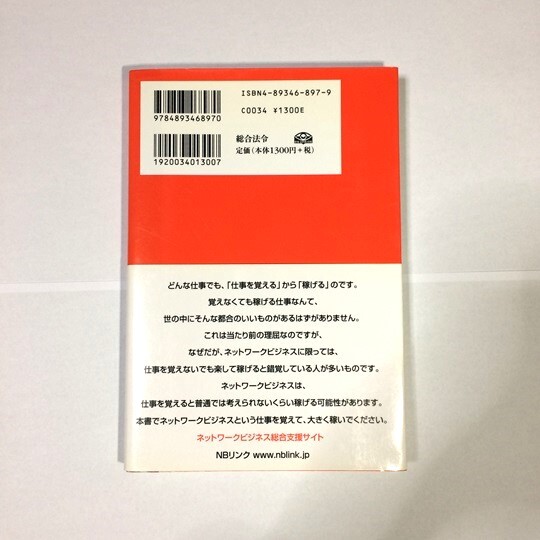 ISBN4-89346-897-9
C0034 ¥1300E
9784893468970
総合法令
定価(本体1300円+税)
1920034013007
どんな仕事でも、「仕事を覚える」から「稼げる」のです。
覚えなくても稼げる仕事なんて、
世の中にそんな都合のいいものがあるはずがありません。
これは当たり前の理屈なのですが、
なぜだが、ネットワークビジネスに限っては、
仕事を覚えないでも楽して稼げると錯覚している人が多いものです。
ネットワークビジネスは、
仕事を覚えると普通では考えられないくらい稼げる可能性があります。
本書でネットワークビジネスという仕事を覚えて、大きく稼いでください。
ネットワークビジネス総合支援サイト
NBリンク www.nblink.jp